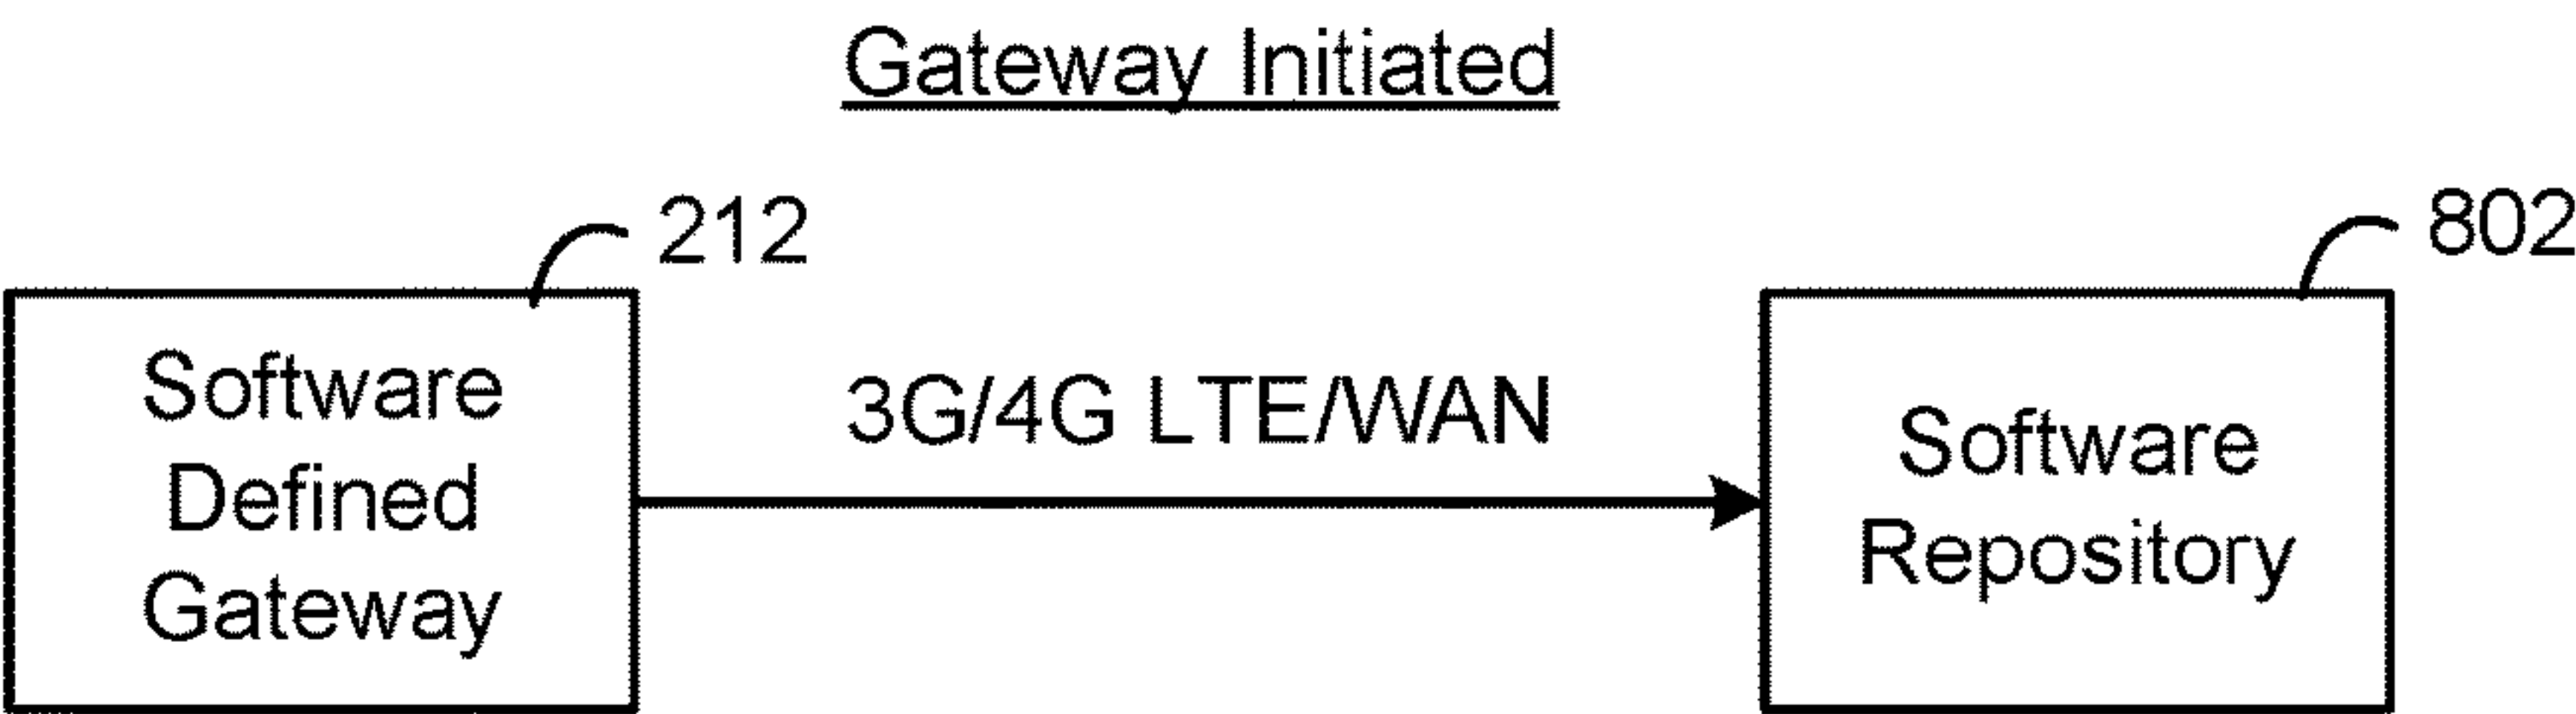 Gateway Initiated
212
802
Software
Defined
Gateway
3G/4G LTE/WAN
Software
Repository